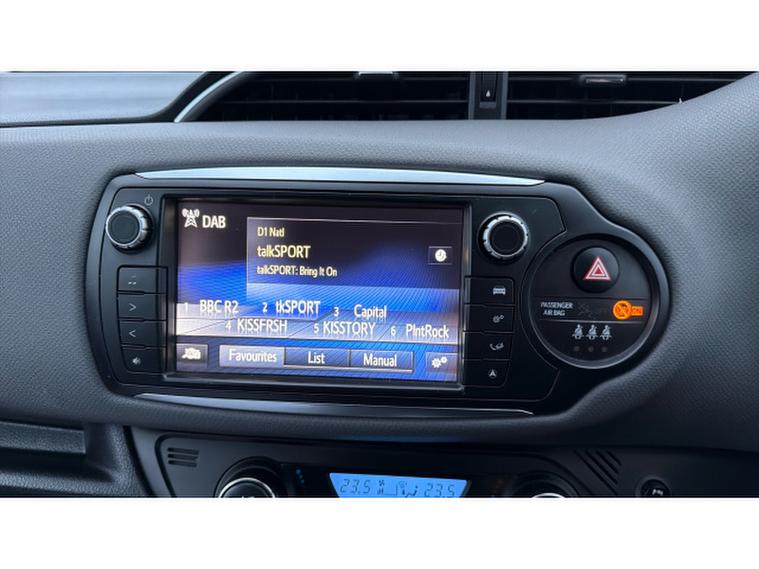 DAB
D1 Natl
talkSPORT
talkSPORT: Bring It On
1 BBC R2 2 tkSPORT 3 Capital
4 KISSFRSH 5 KISSTORY 6 PlntRock
Favourites List Manual
PASSENGER
AIR BAG
ON
23.5 23.5